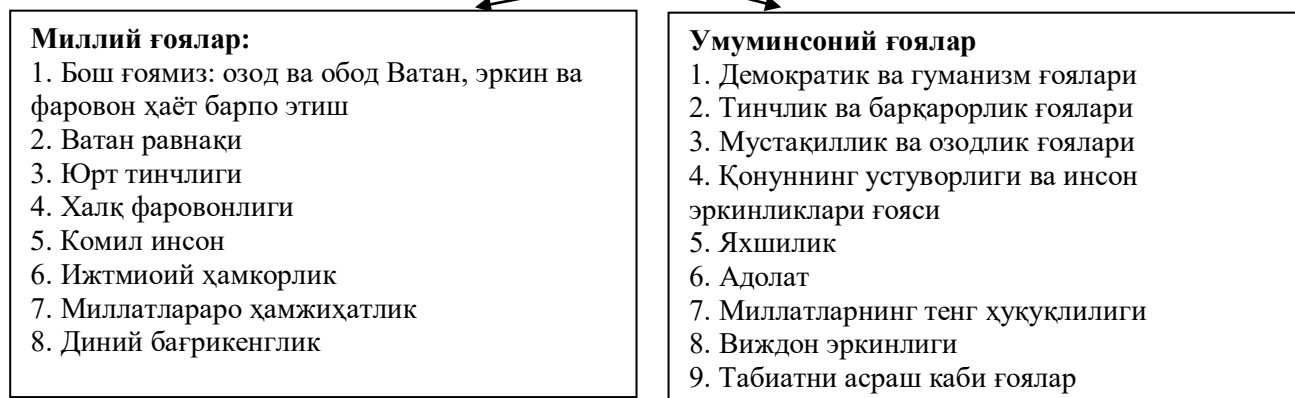 Миллий ғоялар:
1. Бош ғоямиз: озод ва обод Ватан, эркин ва
фаровон ҳаёт барпо этиш
2. Ватан равнақи
3. Юрт тинчлиги
4. Халқ фаровонлиги
5. Комил инсон
6. Ижтмиоий ҳамкорлик
7. Миллатлараро ҳамжиҳатлик
8. Диний бағрикенглик
Умуминсоний ғоялар
1. Демократик ва гуманизм ғоялари
2. Тинчлик ва барқарорлик ғоялари
3. Мустақиллик ва озодлик ғоялари
4. Қонуннинг устуворлиги ва инсон
эркинликлари ғояси
5. Яхшилик
6. Адолат
7. Миллатларнинг тенг ҳуқуқлилиги
8. Виждон эркинлиги
9. Табиатни асраш каби ғоялар